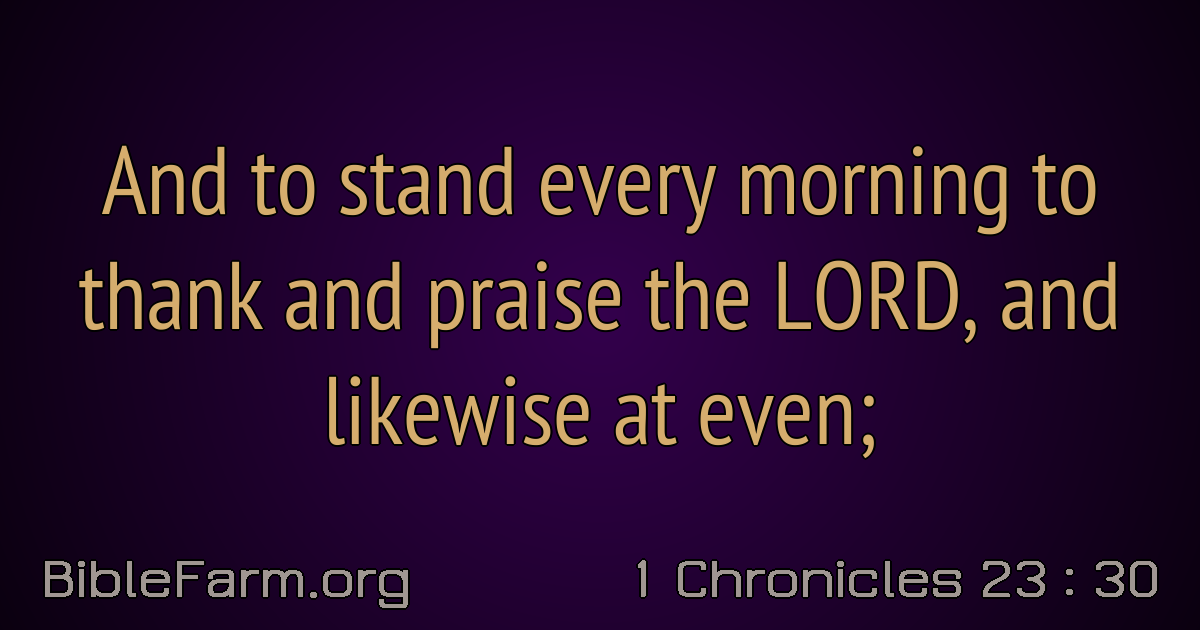 And to stand every morning to
thank and praise the LORD, and
likewise at even;
BibleFarm.org
1 Chronicles 23 : 30